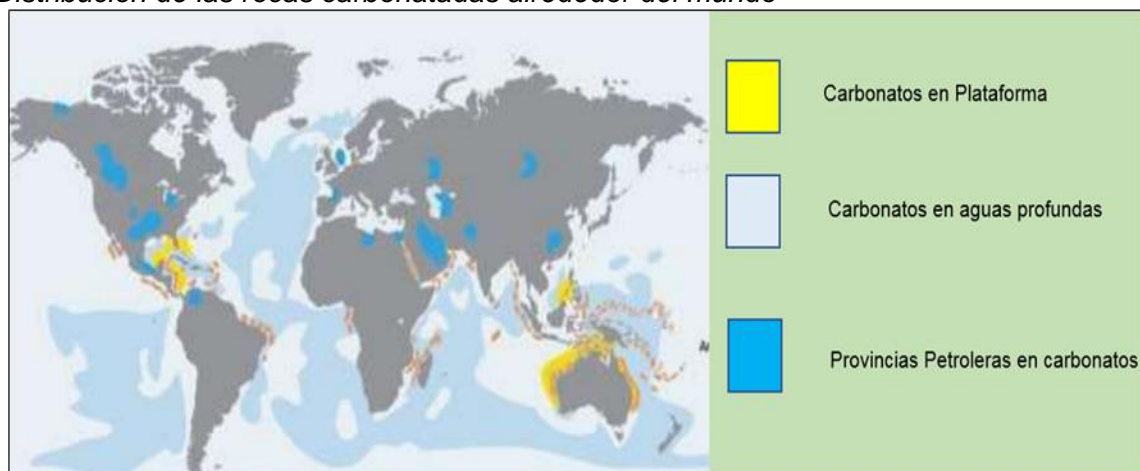 Distribución de las rocas carbonatadas alrededor del mundo
Carbonatos en Plataforma
Carbonatos en aguas profundas
Provincias Petroleras en carbonatos